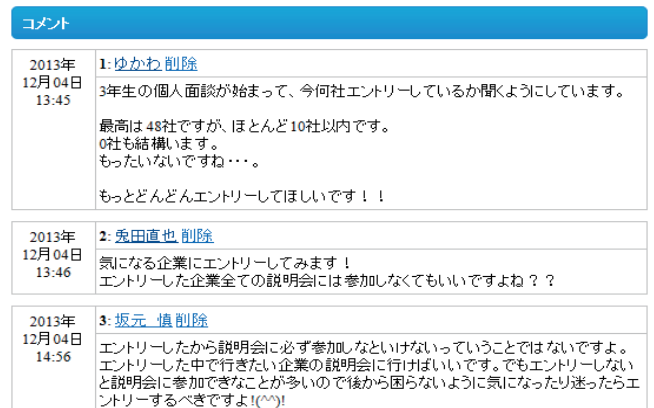 コメント
2013年
12月04日
13:45
1: ゆかわ 削除
3年生の個人面談が始まって、今何社エントリーしているか聞くようにしています。
最高は48社ですが、ほとんど10社以内です。
0社も結構います。
もったいないですね・・・。
もっとどんどんエントリーしてほしいです！！
2013年
12月04日
13:46
2: 兎田直也 削除
気になる企業にエントリーしてみます！
エントリーした企業全ての説明会には参加しなくてもいいですよね？？
2013年
12月04日
14:56
3: 坂元　慎 削除
エントリーしたから説明会に必ず参加しなといけないっていうことではないですよ。
エントリーした中で行きたい企業の説明会に行けばいいです。でもエントリーしない
と説明会に参加できなことが多いので後から困らないように気になったり迷ったらエ
ントリーするべきですよ!(^^)!